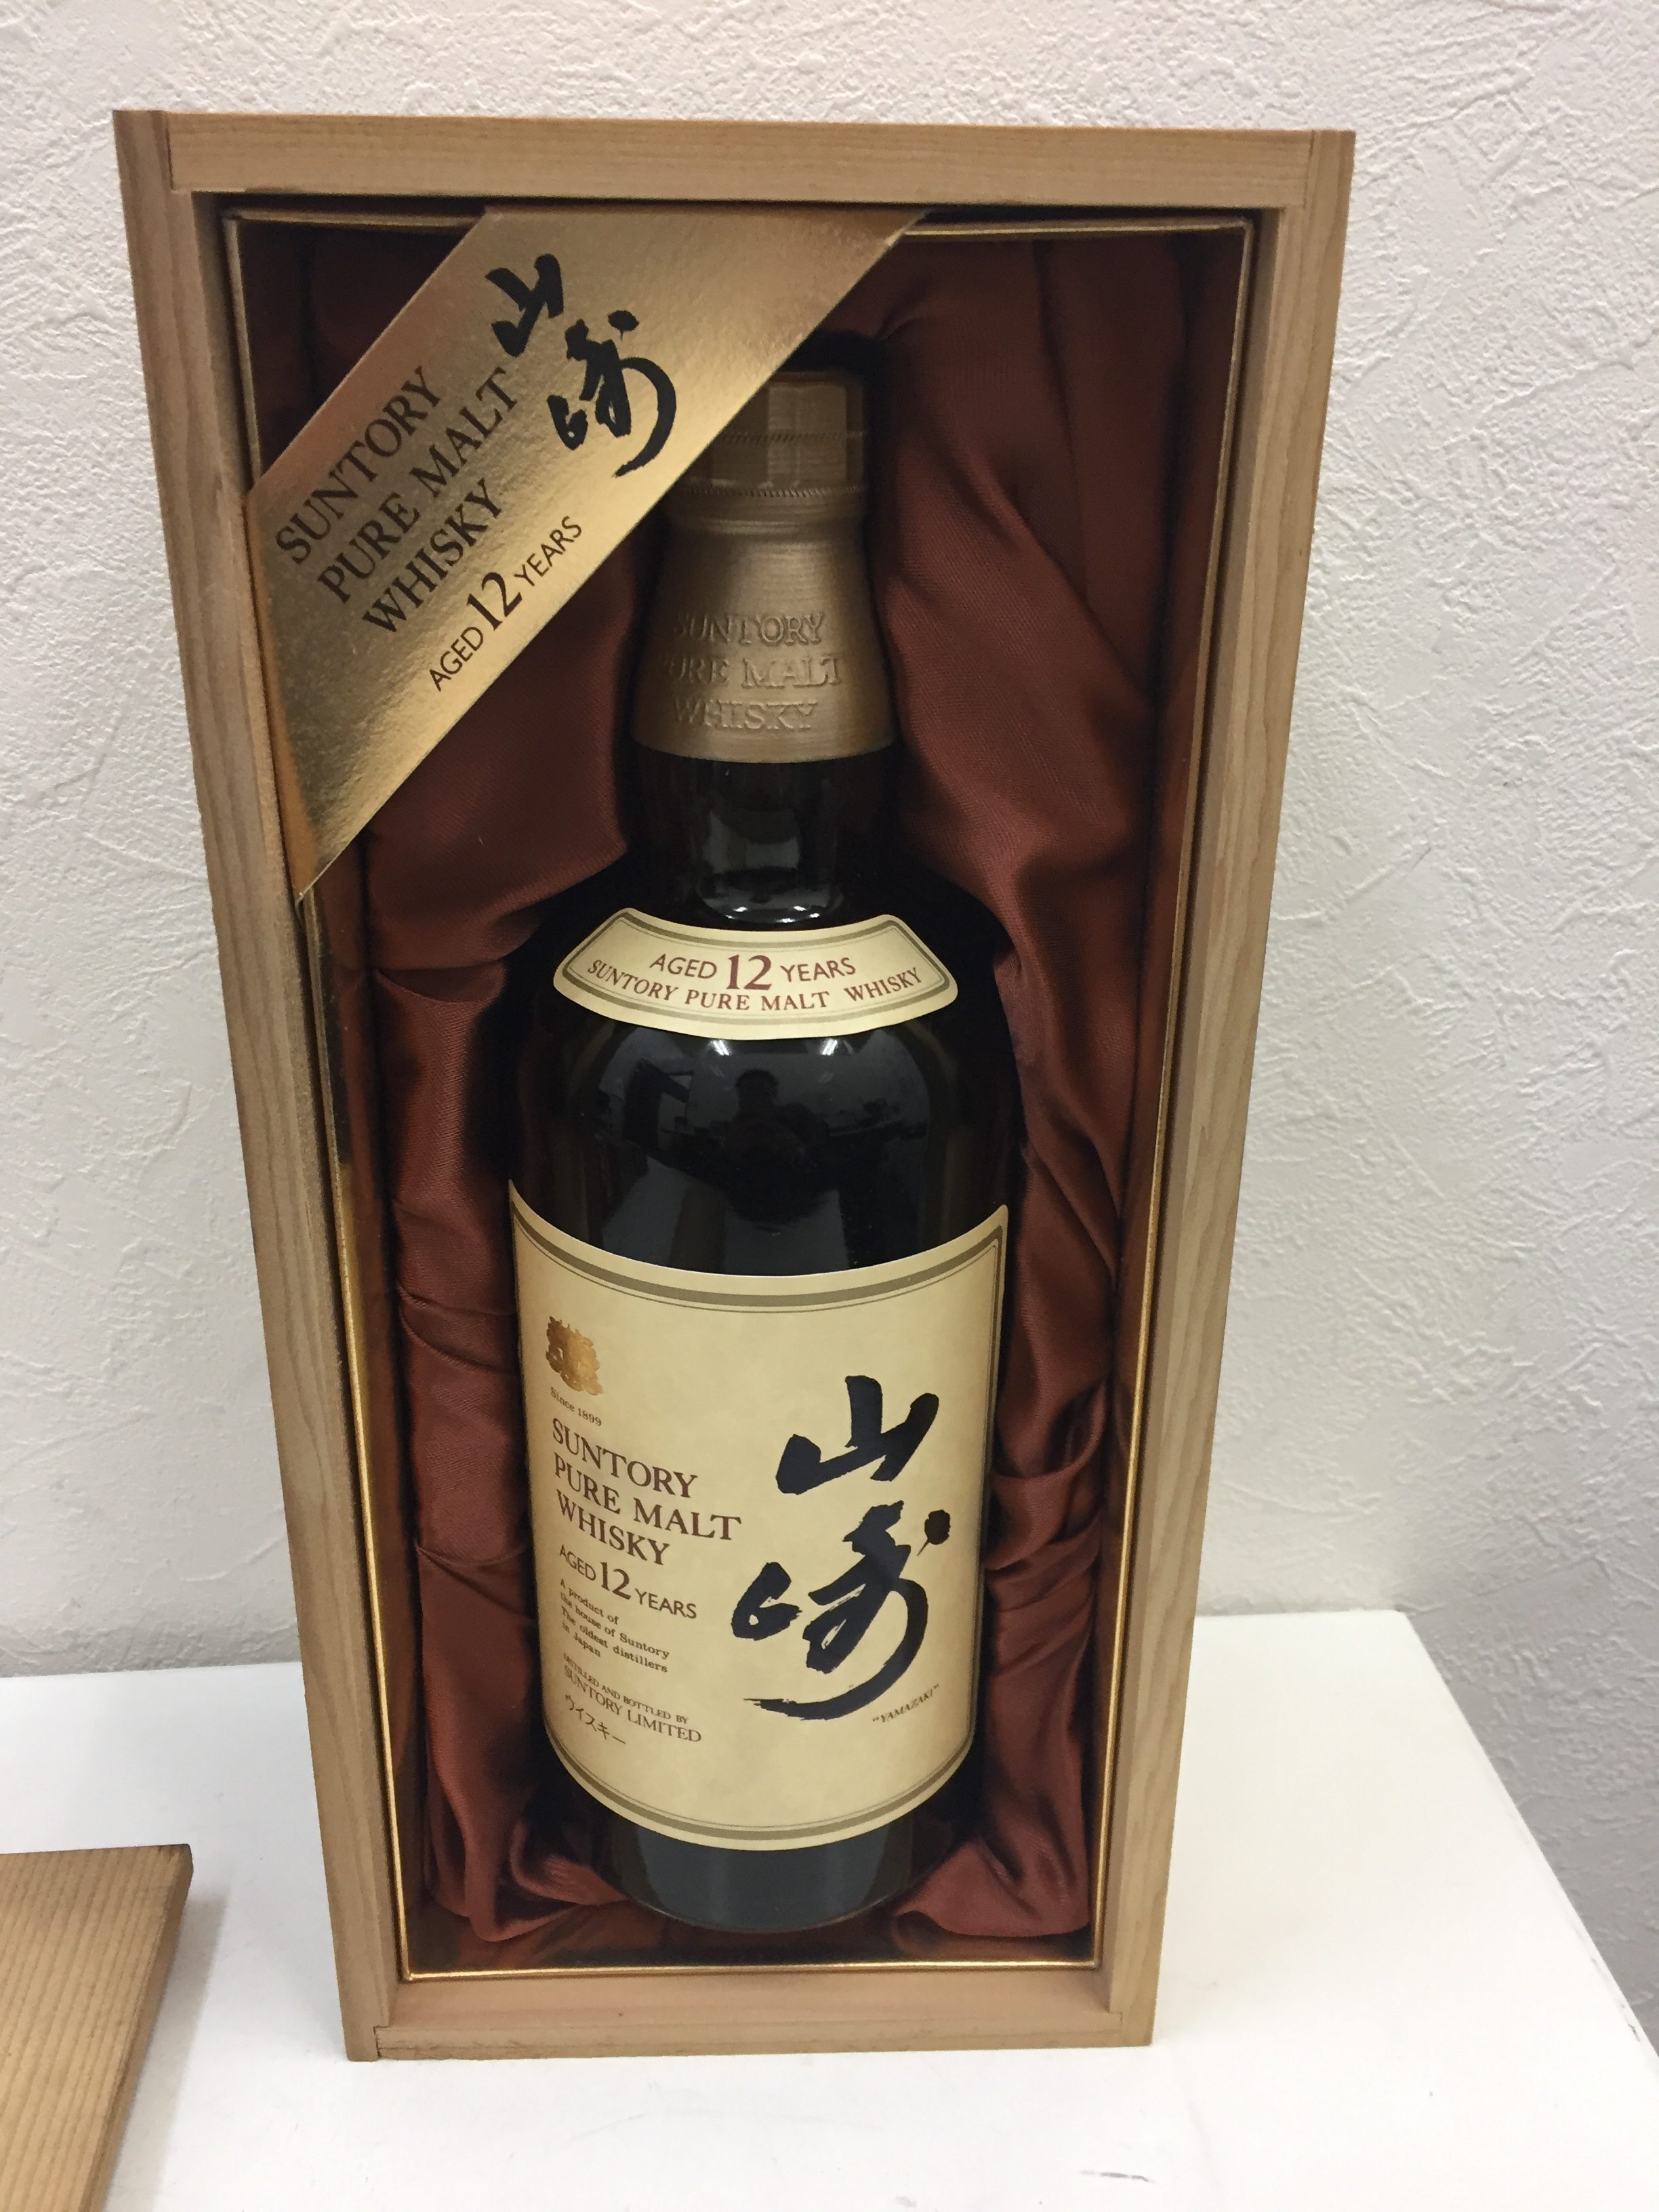 山崎
SUNTORY
PURE MALT
WHISKY
AGED 12 YEARS
SUNTORY
PURE MALT
WHISKY
AGED 12 YEARS
SUNTORY PURE MALT WHISKY
Since 1899
SUNTORY
PURE MALT
WHISKY
AGED 12 YEARS
A product of
the house of Suntory
The oldest distillers
in Japan
DISTILLED AND BOTTLED BY
SUNTORY LIMITED
ウイスキー
山崎
"YAMAZAKI"